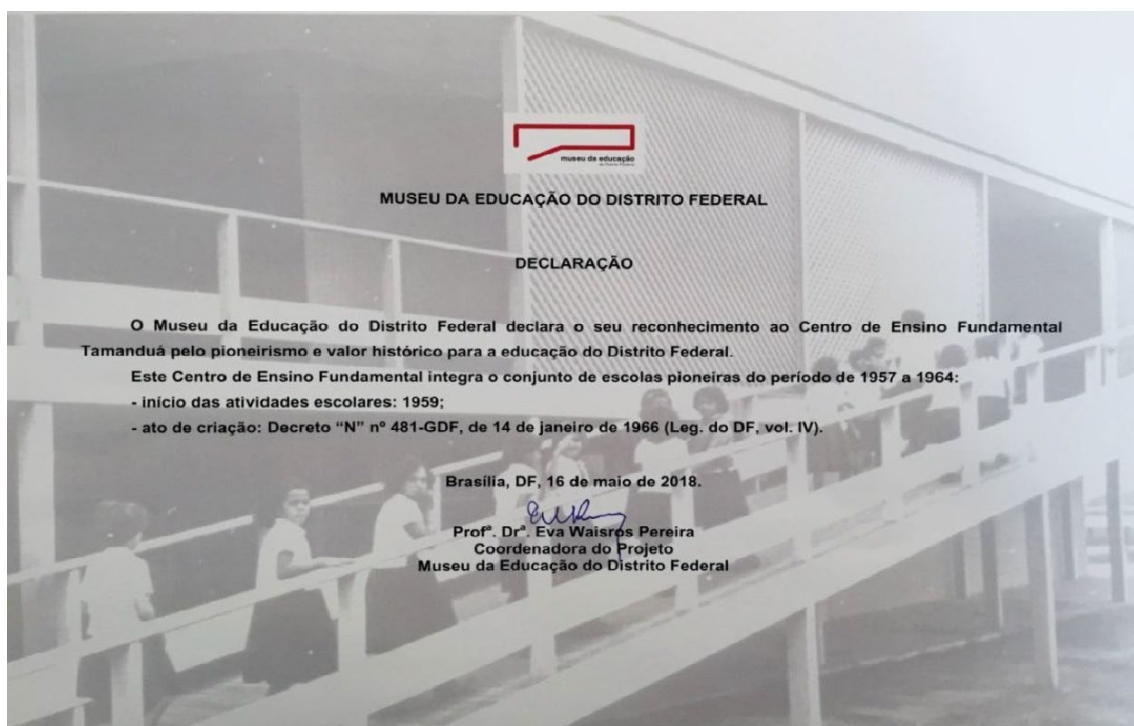 museu da educação
do Distrito Federal
MUSEU DA EDUCAÇÃO DO DISTRITO FEDERAL
DECLARAÇÃO
O Museu da Educação do Distrito Federal declara o seu reconhecimento ao Centro de Ensino Fundamental
Tamanduá pelo pioneirismo e valor histórico para a educação do Distrito Federal.
Este Centro de Ensino Fundamental integra o conjunto de escolas pioneiras do período de 1957 a 1964:
- início das atividades escolares: 1959;
- ato de criação: Decreto “N” nº 481-GDF, de 14 de janeiro de 1966 (Leg. do DF, vol. IV).
Brasília, DF, 16 de maio de 2018.
Profª. Drª. Eva Waisros Pereira
Coordenadora do Projeto
Museu da Educação do Distrito Federal